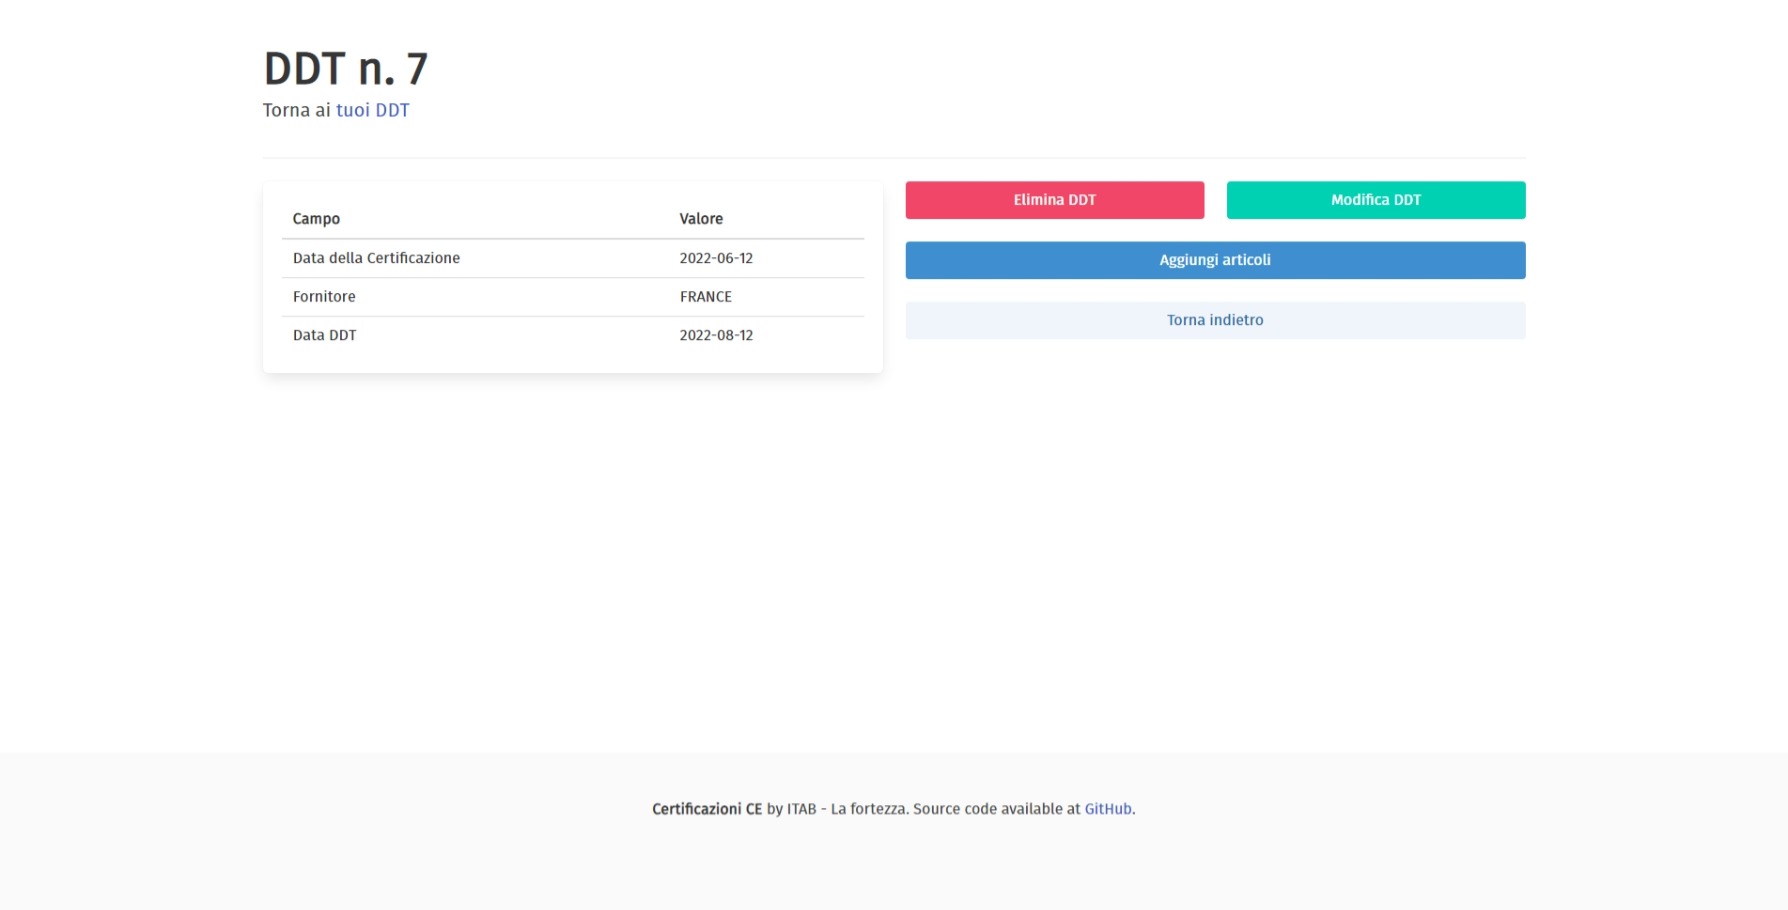 DDT n. 7
Torna ai tuoi DDT
Campo Valore
Data della Certificazione 2022-06-12
Fornitore FRANCE
Data DDT 2022-08-12
Elimina DDT Modifica DDT
Aggiungi articoli
Torna indietro
Certificazioni CE by ITAB - La fortezza. Source code available at GitHub.